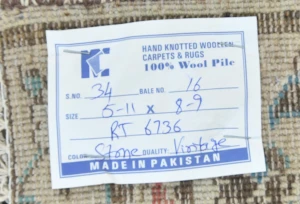 HAND KNOTTED WOOLLEN
CARPETS & RUGS
100% Wool Pile
S. NO. 34 BALE NO. 16
SIZE 5-11 x 8-9
RT 6736
COLOR Stone QUALITY Vintage
MADE IN PAKISTAN